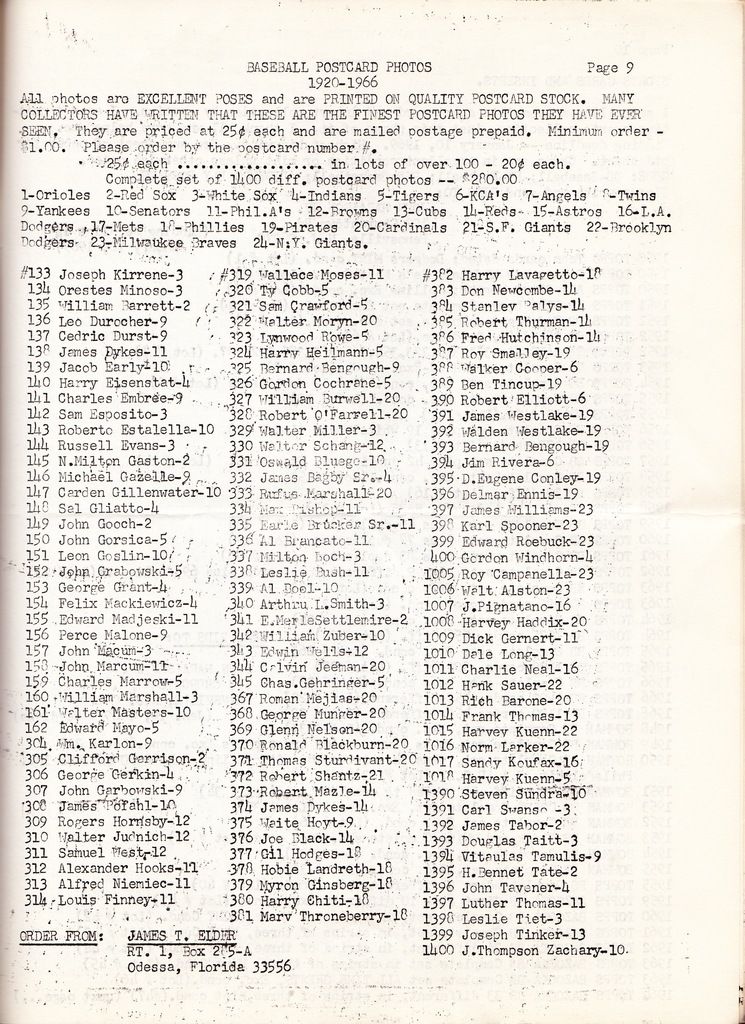 BASEBALL POSTCARD PHOTOS Page 9
1920-1966
All photos are EXCELLENT POSES and are PRINTED ON QUALITY POSTCARD STOCK. MANY
COLLECTORS HAVE WRITTEN THAT THESE ARE THE FINEST POSTCARD PHOTOS THEY HAVE EVER
SEEN. They are priced at 25¢ each and are mailed postage prepaid. Minimum order -
$1.00. Please order by the postcard number #.
25¢ each ................... in lots of over 100 - 20¢ each.
Complete set of 1400 diff. postcard photos -- $280.00
1-Orioles 2-Red Sox 3-White Sox 4-Indians 5-Tigers 6-KCA's 7-Angels 8-Twins
9-Yankees 10-Senators 11-Phil.A's 12-Browns 13-Cubs 14-Reds 15-Astros 16-L.A.
Dodgers 17-Mets 18-Phillies 19-Pirates 20-Cardinals 21-S.F. Giants 22-Brooklyn
Dodgers 23-Milwaukee Braves 24-N.Y. Giants.
#133 Joseph Kirrene-3
134 Orestes Minoso-3
135 William Barrett-2
136 Leo Durocher-9
137 Cedric Durst-9
138 James Dykes-11
139 Jacob Early-10
140 Harry Eisenstat-4
141 Charles Embree-9
142 Sam Esposito-3
143 Roberto Estalella-10
144 Russell Evans-3
145 N.Milton Gaston-2
146 Michael Gazelle-9
147 Carden Gillenwater-10
148 Sal Gliatto-4
149 John Gooch-2
150 John Gorsica-5
151 Leon Goslin-10
152 John Grabowski-5
153 George Grant-4
154 Felix Mackiewicz-4
155 Edward Madjeski-11
156 Perce Malone-9
157 John Macum-3
158 John Marcum-11
159 Charles Marrow-5
160 William Marshall-3
161 Walter Masters-10
162 Edward Mayo-5
304 Wm. Karlon-9
305 Clifford Garrison-2
306 George Gerkin-4
307 John Garbowski-9
308 James Pofahl-10
309 Rogers Hornsby-12
310 Walter Judnich-12
311 Samuel West-12
312 Alexander Hooks-11
313 Alfred Niemiec-11
314 Louis Finney-11
#319 Wallace Moses-11
320 Ty Cobb-5
321 Sam Crawford-5
322 Walter Moryn-20
323 Lynwood Rowe-5
324 Harry Heilmann-5
325 Bernard Bengough-9
326 Gordon Cochrane-5
327 William Burwell-20
328 Robert O'Farrell-20
329 Walter Miller-3
330 Walter Schang-12
331 Oswald Bluege-10
332 James Bagby Sr.-4
333 Rufus Marshall-20
334 Max Bishop-11
335 Earle Brucker Sr.-11
336 Al Brancato-11
337 Milton Boch-3
338 Leslie Bush-11
339 Al Boel-10
340 Arthru L.Smith-3
341 E.MerleSettlemire-2
342 William Zuber-10
343 Edwin Wells-12
344 Calvin Jeeman-20
345 Chas.Gehringer-5
367 Roman Mejias-20
368 George Munger-20
369 Glenn Nelson-20
370 Ronald Blackburn-20
371 Thomas Sturdivant-20
372 Robert Shantz-21
373 Robert Mazle-14
374 James Dykes-14
375 Waite Hoyt-9
376 Joe Black-14
377 Gil Hodges-18
378 Hobie Landreth-18
379 Myron Ginsberg-18
380 Harry Chiti-18
381 Marv Throneberry-18
#382 Harry Lavagetto-18
383 Don Newcombe-14
384 Stanley Palys-14
385 Robert Thurman-14
386 Fred Hutchinson-14
387 Roy Smalley-19
388 Walker Cooper-6
389 Ben Tincup-19
390 Robert Elliott-6
391 James Westlake-19
392 Walden Westlake-19
393 Bernard Bengough-19
394 Jim Rivera-6
395 D.Eugene Conley-19
396 Delmar Ennis-19
397 James Williams-23
398 Karl Spooner-23
399 Edward Roebuck-23
400 Gordon Windhorn-4
1005 Roy Campanella-23
1006 Walt Alston-23
1007 J.Pignatano-16
1008 Harvey Haddix-20
1009 Dick Gernert-11
1010 Dale Long-13
1011 Charlie Neal-16
1012 Hank Sauer-22
1013 Rich Barone-20
1014 Frank Thomas-13
1015 Harvey Kuenn-22
1016 Norm Larker-22
1017 Sandy Koufax-16
1018 Harvey Kuenn-5
1390 Steven Sundra-10
1391 Carl Swanso -3
1392 James Tabor-2
1393 Douglas Taitt-3
1394 Vitaulas Tamulis-9
1395 H.Bennet Tate-2
1396 John Tavener-4
1397 Luther Thomas-11
1398 Leslie Tiet-3
1399 Joseph Tinker-13
1400 J.Thompson Zachary-10
ORDER FROM: JAMES T. ELDER
RT. 1, Box 285-A
Odessa, Florida 33556